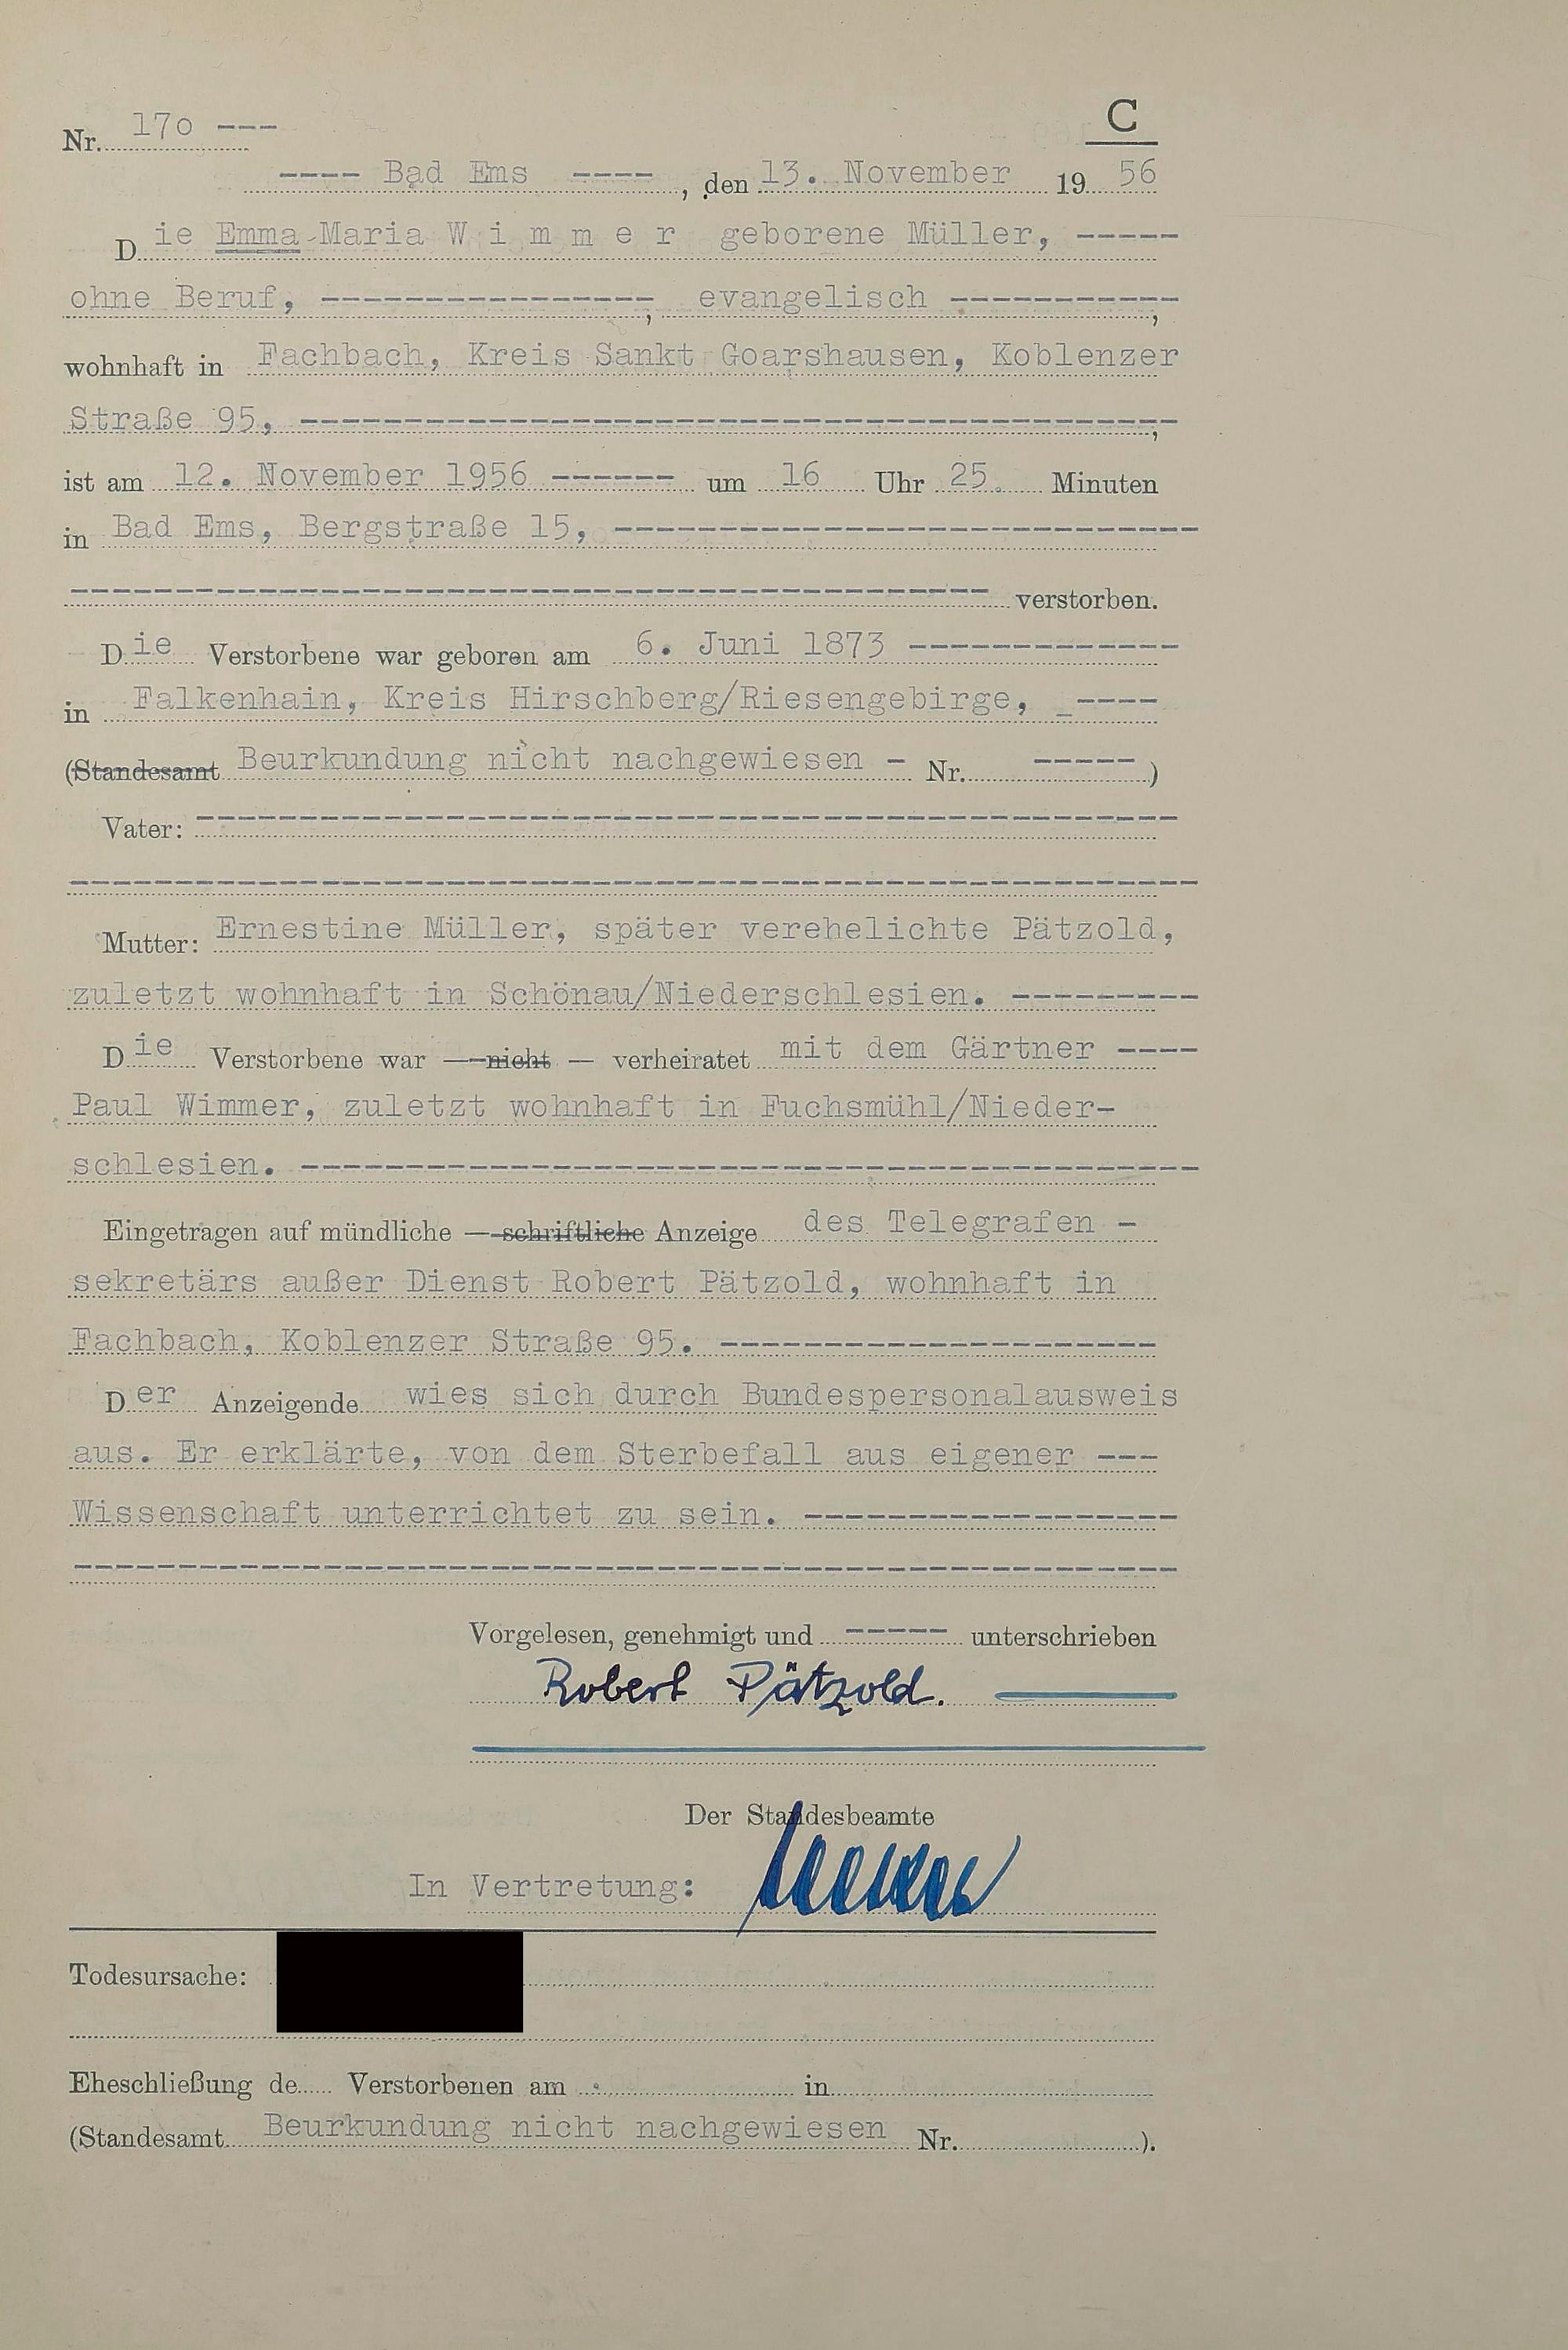 C
Nr. 17o ---
---- Bad Ems ----, den 13. November 19 56
Die Emma Maria W i m m e r geborene Müller, -----
ohne Beruf, ----------------, evangelisch -----------,
wohnhaft in Fachbach, Kreis Sankt Goarshausen, Koblenzer
Straße 95, ------------------------------------------,
ist am 12. November 1956 ------ um 16 Uhr 25 Minuten
in Bad Ems, Bergstraße 15, ----------------------------
-------------------------------------------- verstorben.
Die Verstorbene war geboren am 6. Juni 1873 -------------
in Falkenhain, Kreis Hirschberg/Riesengebirge, -----
(Standesamt Beurkundung nicht nachgewiesen - Nr. -----)
Vater: -----------------------------------------------
------------------------------------------------------
Mutter: Ernestine Müller, später verehelichte Pätzold,
zuletzt wohnhaft in Schönau/Niederschlesien. ---------
Die Verstorbene war — nicht — verheiratet mit dem Gärtner ----
Paul Wimmer, zuletzt wohnhaft in Fuchsmühl/Nieder-
schlesien. -------------------------------------------
Eingetragen auf mündliche — schriftliche Anzeige des Telegrafen -
sekretärs außer Dienst Robert Pätzold, wohnhaft in
Fachbach, Koblenzer Straße 95. ---------------------
Der Anzeigende wies sich durch Bundespersonalausweis
aus. Er erklärte, von dem Sterbefall aus eigener ---
Wissenschaft unterrichtet zu sein. ------------------
-----------------------------------------------------
Vorgelesen, genehmigt und ----- unterschrieben
Robert Pätzold.
Der Standesbeamte
In Vertretung:
Todesursache:
Eheschließung de Verstorbenen am in
(Standesamt Beurkundung nicht nachgewiesen Nr. ).